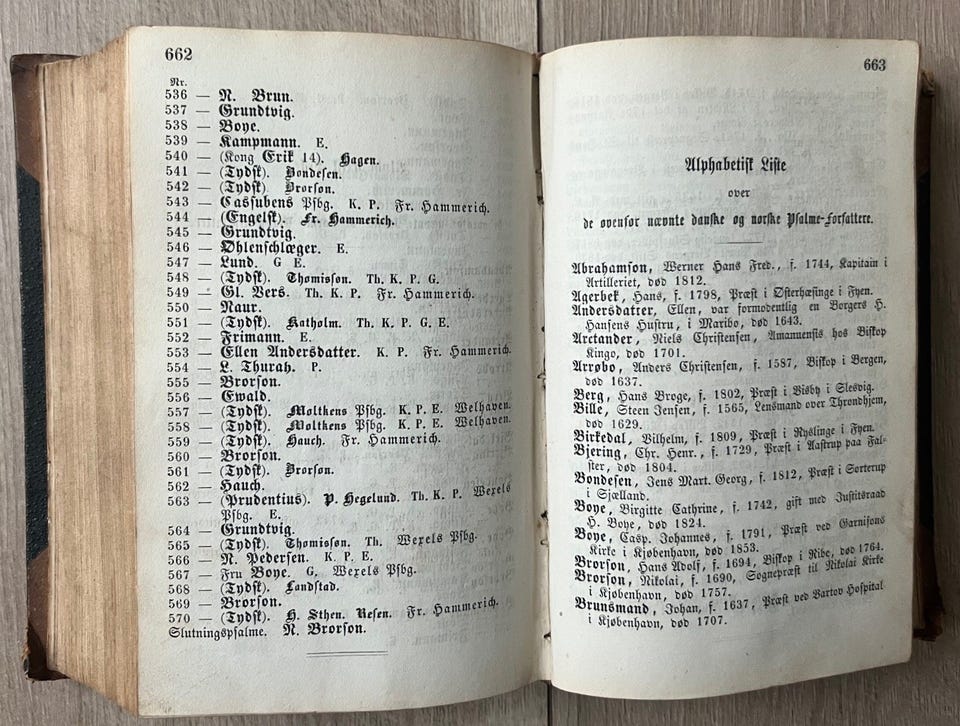 662
Nr.
536 — N. Brun.
537 — Grundtvig.
538 — Boye.
539 — Kampmann. E.
540 — (Kong Erik 14). Hagen.
541 — (Tydsk). Bondesen.
542 — (Tydsk). Brorson.
543 — Cassubens Psbg. K. P. Fr. Hammerich.
544 — (Engelsk). Fr. Hammerich.
545 — Grundtvig.
546 — Øhlenschlæger. E.
547 — Lund. G E.
548 — (Tydsk). Thomissøn. Th. K. P. G.
549 — Gl. Vers. Th. K. P. Fr. Hammerich.
550 — Naur.
551 — (Tydsk). Katholm. Th. K. P. G. E.
552 — Frimann. E.
553 — Ellen Andersdatter. K. P. Fr. Hammerich.
554 — L. Thurah. P.
555 — Brorson.
556 — Ewald.
557 — (Tydsk). Molthens Psbg. K. P. E. Welhaven.
558 — (Tydsk). Molthens Psbg. K. P. E. Welhaven.
559 — (Tydsk). Hauch. Fr. Hammerich.
560 — Brorson.
561 — (Tydsk). Brorson.
562 — Hauch.
563 — (Prudentius). P. Hegelund. Th. K. P. Wexels
Psbg. E.
564 — Grundtvig.
565 — (Tydsk). Thomissøn. Th. Wexels Psbg.
566 — N. Pedersen. K. P. E.
567 — Fru Boye. G, Wexels Psbg.
568 — (Tydsk). Landstad.
569 — Brorson.
570 — (Tydsk). H. Sthen. Resen. Fr. Hammerich.
Slutningspsalme. N. Brorson.
663
Alphabetisk Liste
over
de ovenfor nævnte danske og norske Psalme-Forfattere.
Abrahamson, Werner Hans Fred., f. 1744, Kapitain i
Artilleriet, død 1812.
Agerbek, Hans, f. 1798, Præst i Østerhæsinge i Fyen.
Andersdatter, Ellen, var formodentlig en Borgers H.
Hansens Hustru, i Maribo, død 1643.
Arctander, Niels Christensen, Amanuensis hos Biskop
Kingo, død 1701.
Arrøbo, Anders Christensen, f. 1587, Biskop i Bergen,
død 1637.
Berg, Hans Broge, f. 1802, Præst i Visby i Slesvig.
Bille, Steen Jensen, f. 1565, Lensmand over Throndhjem,
død 1629.
Birkedal, Vilhelm, f. 1809, Præst i Ryslinge i Fyen.
Bjering, Chr. Henr., f. 1729, Præst i Aastrup paa Fal-
ster, død 1804.
Bondesen, Jens Mart. Georg, f. 1812, Præst i Sørterup
i Sjælland.
Boye, Birgitte Cathrine, f. 1742, gift med Justitsraad
H. Boye, død 1824.
Boye, Casp. Johannes, f. 1791, Præst ved Garnisons
Kirke i Kjøbenhavn, død 1853.
Brorson, Hans Adolf, f. 1694, Biskop i Ribe, død 1764.
Brorson, Nikolai, f. 1690, Sognepræst til Nikolai Kirke
i Kjøbenhavn, død 1757.
Brunsmand, Johan, f. 1637, Præst ved Vartov Hospital
i Kjøbenhavn, død 1707.